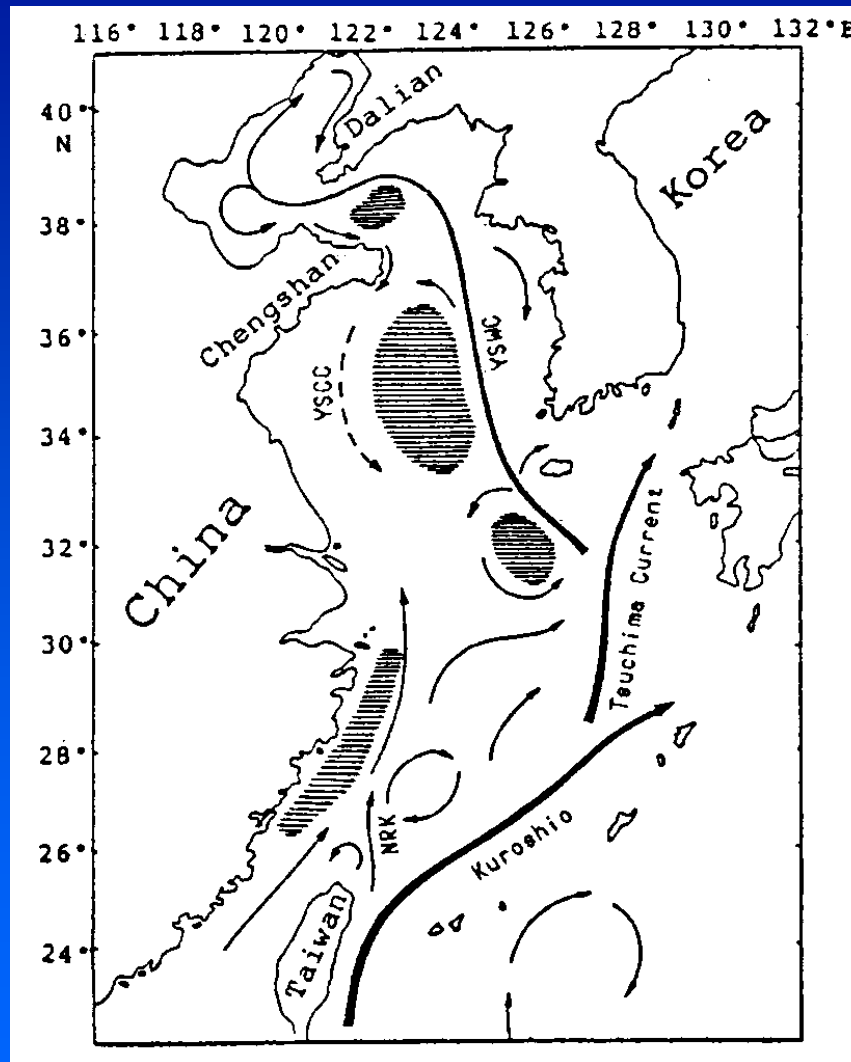 116° 118° 120° 122° 124° 126° 128° 130° 132°E
40°
N
Dalian
Korea
38°
Chengshan
36°
YSCC
YSWC
34°
China
32°
30°
Tsuchima Current
28°
NRK
Kuroshio
26°
Taiwan
24°